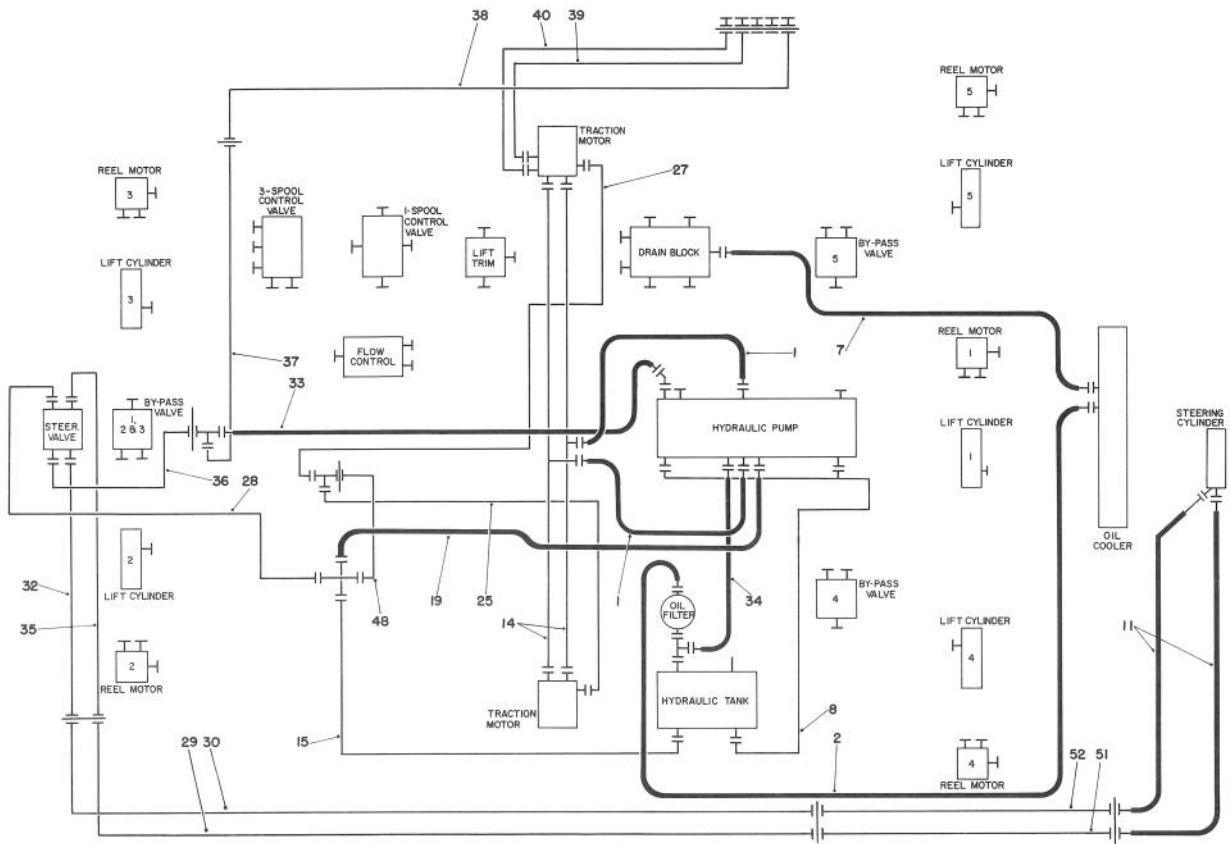 38
40
39
REEL MOTOR
5
TRACTION
MOTOR
REEL MOTOR
3
27
LIFT CYLINDER
5
3-SPOOL
CONTROL
VALVE
1-SPOOL
CONTROL
VALVE
LIFT
TRIM
DRAIN BLOCK
BY-PASS
VALVE
5
LIFT CYLINDER
3
7
REEL MOTOR
1
FLOW
CONTROL
37
33
1
BY-PASS
VALVE
1,
2 & 3
STEER.
VALVE
HYDRAULIC PUMP
STEERING
CYLINDER
LIFT CYLINDER
1
36
28
OIL
COOLER
2
LIFT CYLINDER
32
35
19
25
1
34
48
OIL
FILTER
BY-PASS
VALVE
4
14
11
LIFT CYLINDER
4
2
REEL MOTOR
HYDRAULIC TANK
TRACTION
MOTOR
8
15
29 30
2
4
REEL MOTOR
52
51